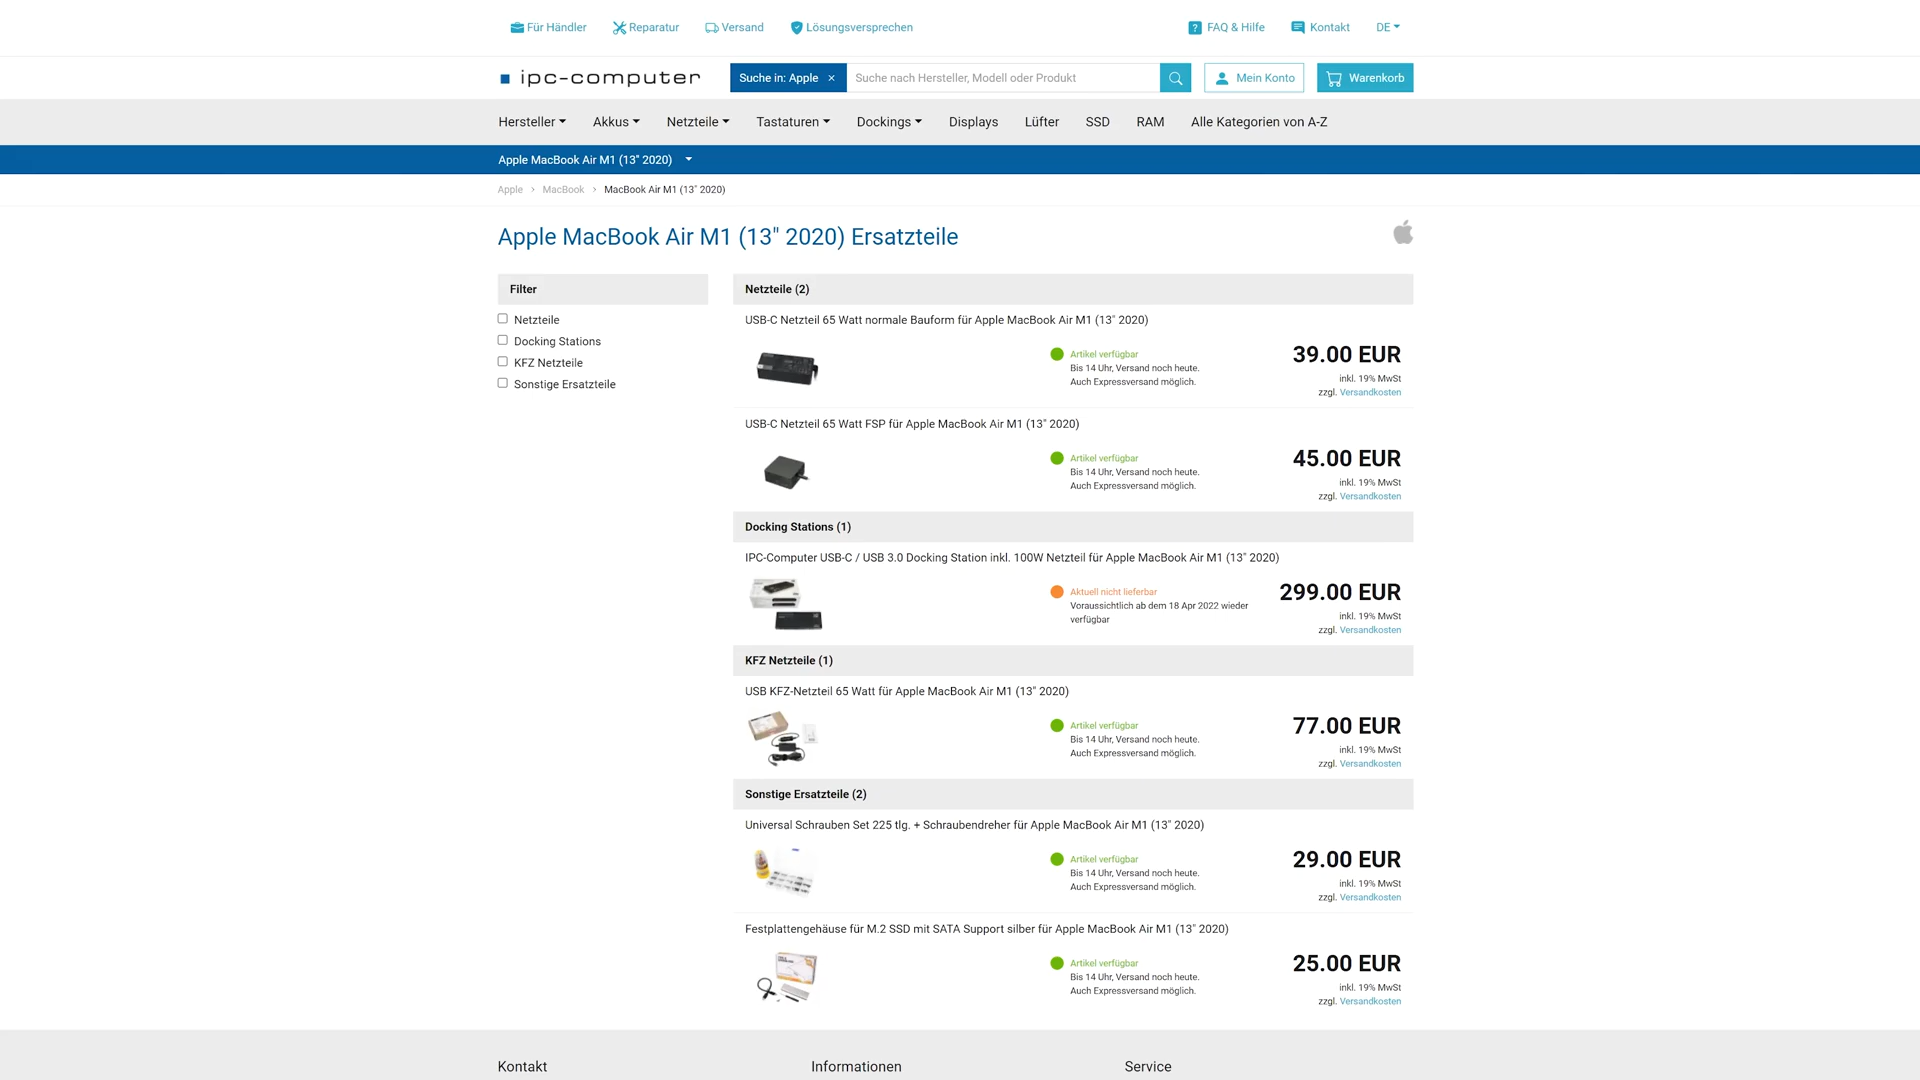 Für Händler Reparatur Versand Lösungsversprechen FAQ & Hilfe Kontakt DE
ipc-computer Suche in: Apple × Suche nach Hersteller, Modell oder Produkt Mein Konto Warenkorb
Hersteller Akkus Netzteile Tastaturen Dockings Displays Lüfter SSD RAM Alle Kategorien von A-Z
Apple MacBook Air M1 (13" 2020)
Apple › MacBook › MacBook Air M1 (13" 2020)
Apple MacBook Air M1 (13" 2020) Ersatzteile
Filter
Netzteile
Docking Stations
KFZ Netzteile
Sonstige Ersatzteile
Netzteile (2)
USB-C Netzteil 65 Watt normale Bauform für Apple MacBook Air M1 (13" 2020)
Artikel verfügbar
Bis 14 Uhr, Versand noch heute.
Auch Expressversand möglich.
39.00 EUR
inkl. 19% MwSt
zzgl. Versandkosten
USB-C Netzteil 65 Watt FSP für Apple MacBook Air M1 (13" 2020)
Artikel verfügbar
Bis 14 Uhr, Versand noch heute.
Auch Expressversand möglich.
45.00 EUR
inkl. 19% MwSt
zzgl. Versandkosten
Docking Stations (1)
IPC-Computer USB-C / USB 3.0 Docking Station inkl. 100W Netzteil für Apple MacBook Air M1 (13" 2020)
Aktuell nicht lieferbar
Voraussichtlich ab dem 18 Apr 2022 wieder
verfügbar
299.00 EUR
inkl. 19% MwSt
zzgl. Versandkosten
KFZ Netzteile (1)
USB KFZ-Netzteil 65 Watt für Apple MacBook Air M1 (13" 2020)
Artikel verfügbar
Bis 14 Uhr, Versand noch heute.
Auch Expressversand möglich.
77.00 EUR
inkl. 19% MwSt
zzgl. Versandkosten
Sonstige Ersatzteile (2)
Universal Schrauben Set 225 tlg. + Schraubendreher für Apple MacBook Air M1 (13" 2020)
Artikel verfügbar
Bis 14 Uhr, Versand noch heute.
Auch Expressversand möglich.
29.00 EUR
inkl. 19% MwSt
zzgl. Versandkosten
Festplattengehäuse für M.2 SSD mit SATA Support silber für Apple MacBook Air M1 (13" 2020)
Artikel verfügbar
Bis 14 Uhr, Versand noch heute.
Auch Expressversand möglich.
25.00 EUR
inkl. 19% MwSt
zzgl. Versandkosten
Kontakt Informationen Service